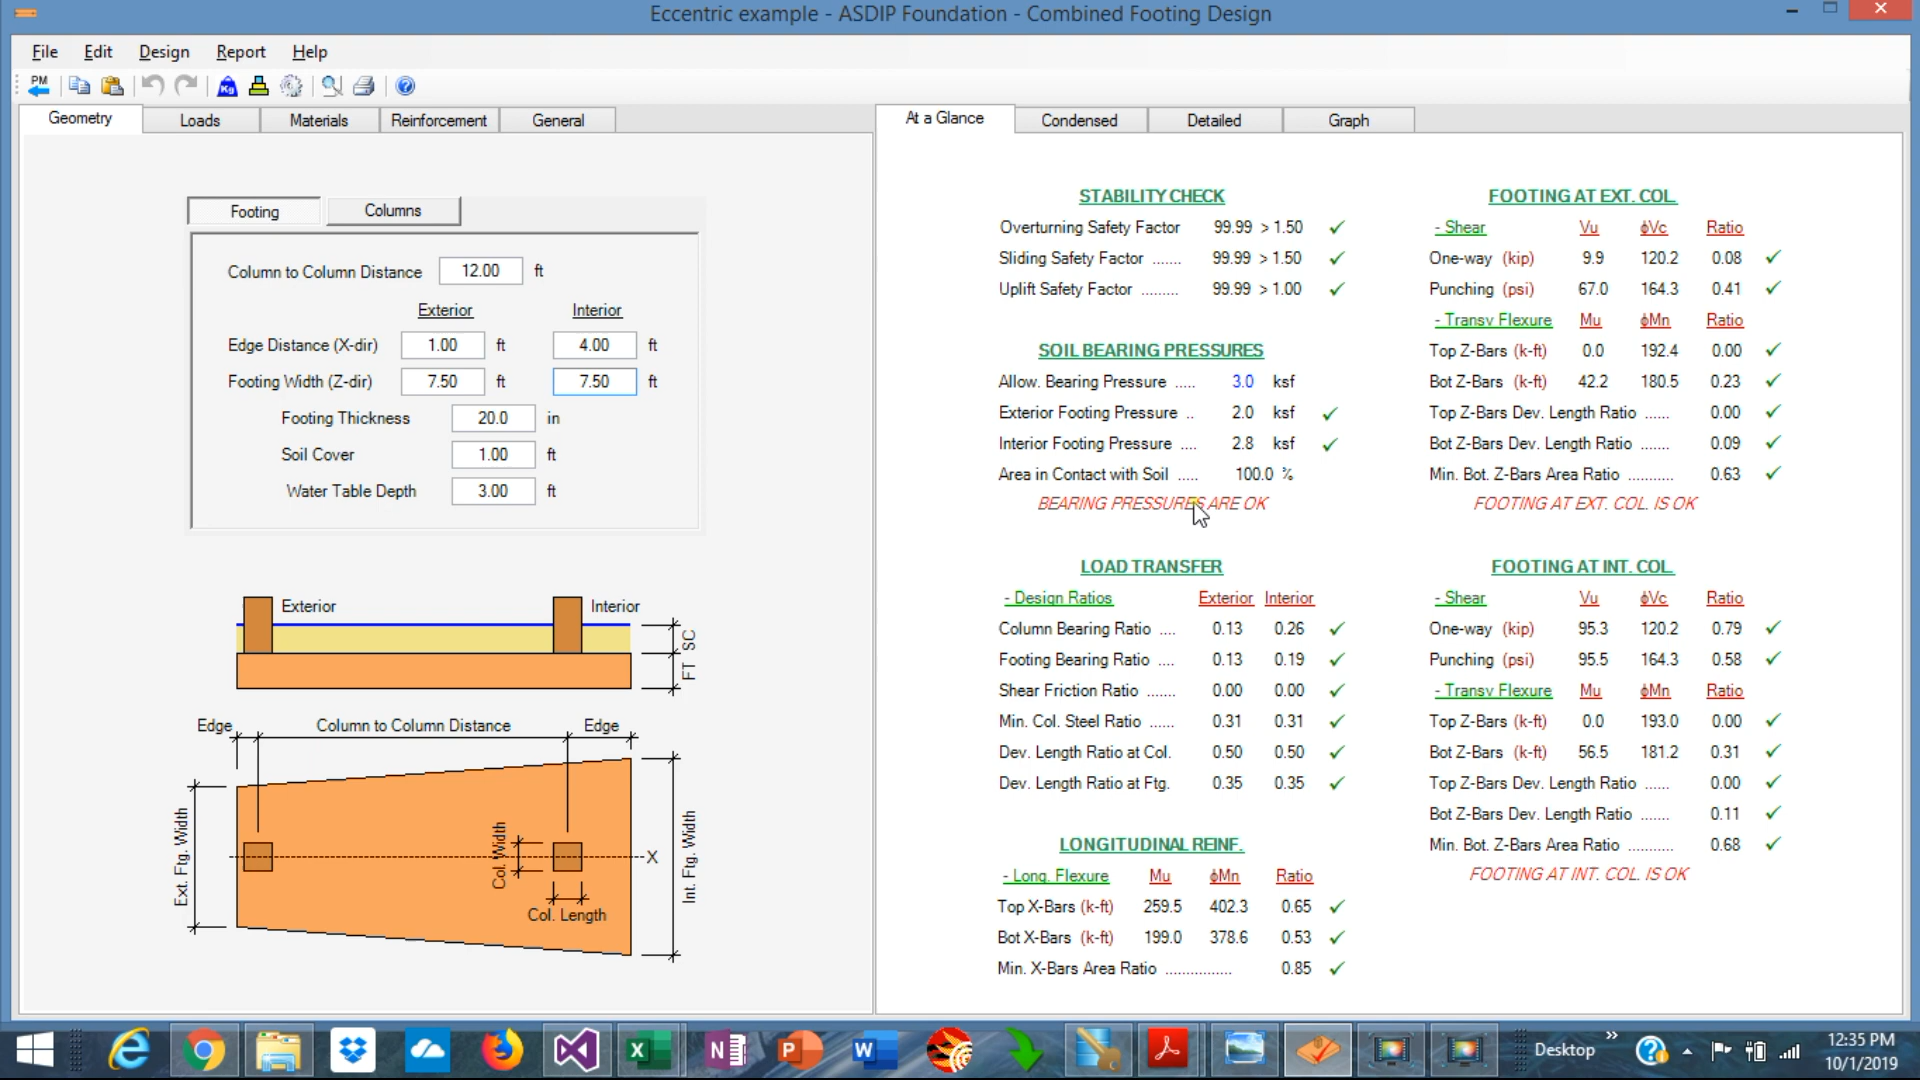 Eccentric example - ASDIP Foundation - Combined Footing Design
File Edit Design Report Help
PM Kg
Geometry Loads Materials Reinforcement General
At a Glance Condensed Detailed Graph
Footing Columns
Column to Column Distance 12.00 ft
Exterior Interior
Edge Distance (X-dir) 1.00 ft 4.00 ft
Footing Width (Z-dir) 7.50 ft 7.50 ft
Footing Thickness 20.0 in
Soil Cover 1.00 ft
Water Table Depth 3.00 ft
Exterior Interior
SC
FT
Edge Column to Column Distance Edge
Ext. Ftg. Width
Col. Width
X
Int. Ftg. Width
Col. Length
STABILITY CHECK
Overturning Safety Factor 99.99 > 1.50 ✓
Sliding Safety Factor ....... 99.99 > 1.50 ✓
Uplift Safety Factor ......... 99.99 > 1.00 ✓
SOIL BEARING PRESSURES
Allow. Bearing Pressure ..... 3.0 ksf
Exterior Footing Pressure .. 2.0 ksf ✓
Interior Footing Pressure .... 2.8 ksf ✓
Area in Contact with Soil ..... 100.0 %
BEARING PRESSURES ARE OK
LOAD TRANSFER
- Design Ratios Exterior Interior
Column Bearing Ratio .... 0.13 0.26 ✓
Footing Bearing Ratio .... 0.13 0.19 ✓
Shear Friction Ratio ....... 0.00 0.00 ✓
Min. Col. Steel Ratio ...... 0.31 0.31 ✓
Dev. Length Ratio at Col. 0.50 0.50 ✓
Dev. Length Ratio at Ftg. 0.35 0.35 ✓
LONGITUDINAL REINF.
- Long. Flexure Mu ϕMn Ratio
Top X-Bars (k-ft) 259.5 402.3 0.65 ✓
Bot X-Bars (k-ft) 199.0 378.6 0.53 ✓
Min. X-Bars Area Ratio ................ 0.85 ✓
FOOTING AT EXT. COL.
- Shear Vu ϕVc Ratio
One-way (kip) 9.9 120.2 0.08 ✓
Punching (psi) 67.0 164.3 0.41 ✓
- Transv Flexure Mu ϕMn Ratio
Top Z-Bars (k-ft) 0.0 192.4 0.00 ✓
Bot Z-Bars (k-ft) 42.2 180.5 0.23 ✓
Top Z-Bars Dev. Length Ratio ...... 0.00 ✓
Bot Z-Bars Dev. Length Ratio ....... 0.09 ✓
Min. Bot. Z-Bars Area Ratio ........... 0.63 ✓
FOOTING AT EXT. COL. IS OK
FOOTING AT INT. COL.
- Shear Vu ϕVc Ratio
One-way (kip) 95.3 120.2 0.79 ✓
Punching (psi) 95.5 164.3 0.58 ✓
- Transv Flexure Mu ϕMn Ratio
Top Z-Bars (k-ft) 0.0 193.0 0.00 ✓
Bot Z-Bars (k-ft) 56.5 181.2 0.31 ✓
Top Z-Bars Dev. Length Ratio ...... 0.00 ✓
Bot Z-Bars Dev. Length Ratio ....... 0.11 ✓
Min. Bot. Z-Bars Area Ratio ........... 0.68 ✓
FOOTING AT INT. COL. IS OK
Desktop
12:35 PM
10/1/2019